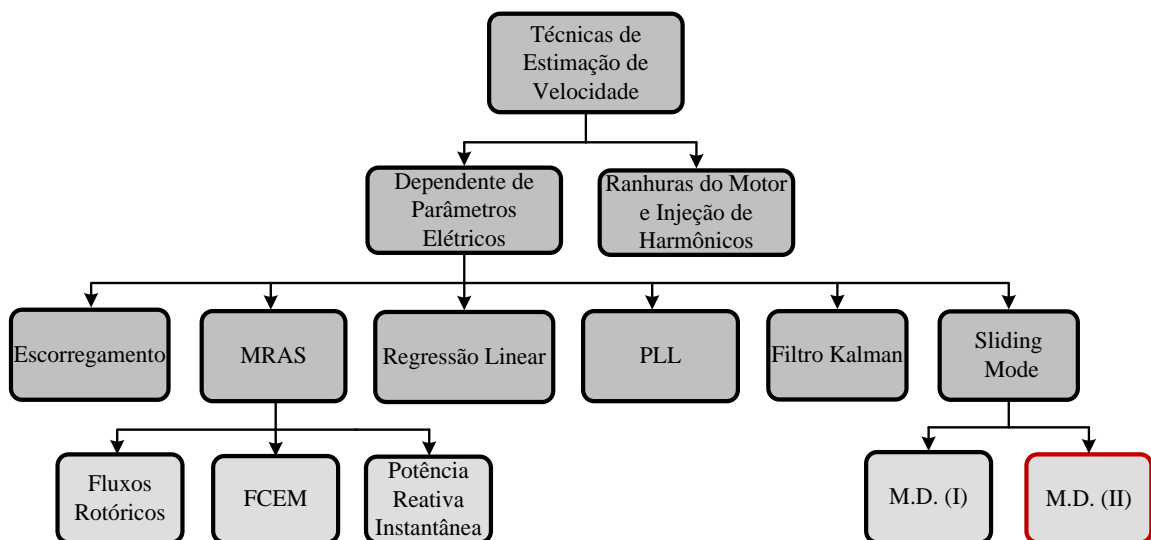 Técnicas de
Estimação de
Velocidade
Dependente de
Parâmetros
Elétricos
Ranhuras do Motor
e Injeção de
Harmônicos
Escorregamento
MRAS
Regressão Linear
PLL
Filtro Kalman
Sliding
Mode
Fluxos
Rotóricos
FCEM
Potência
Reativa
Instantânea
M.D. (I)
M.D. (II)